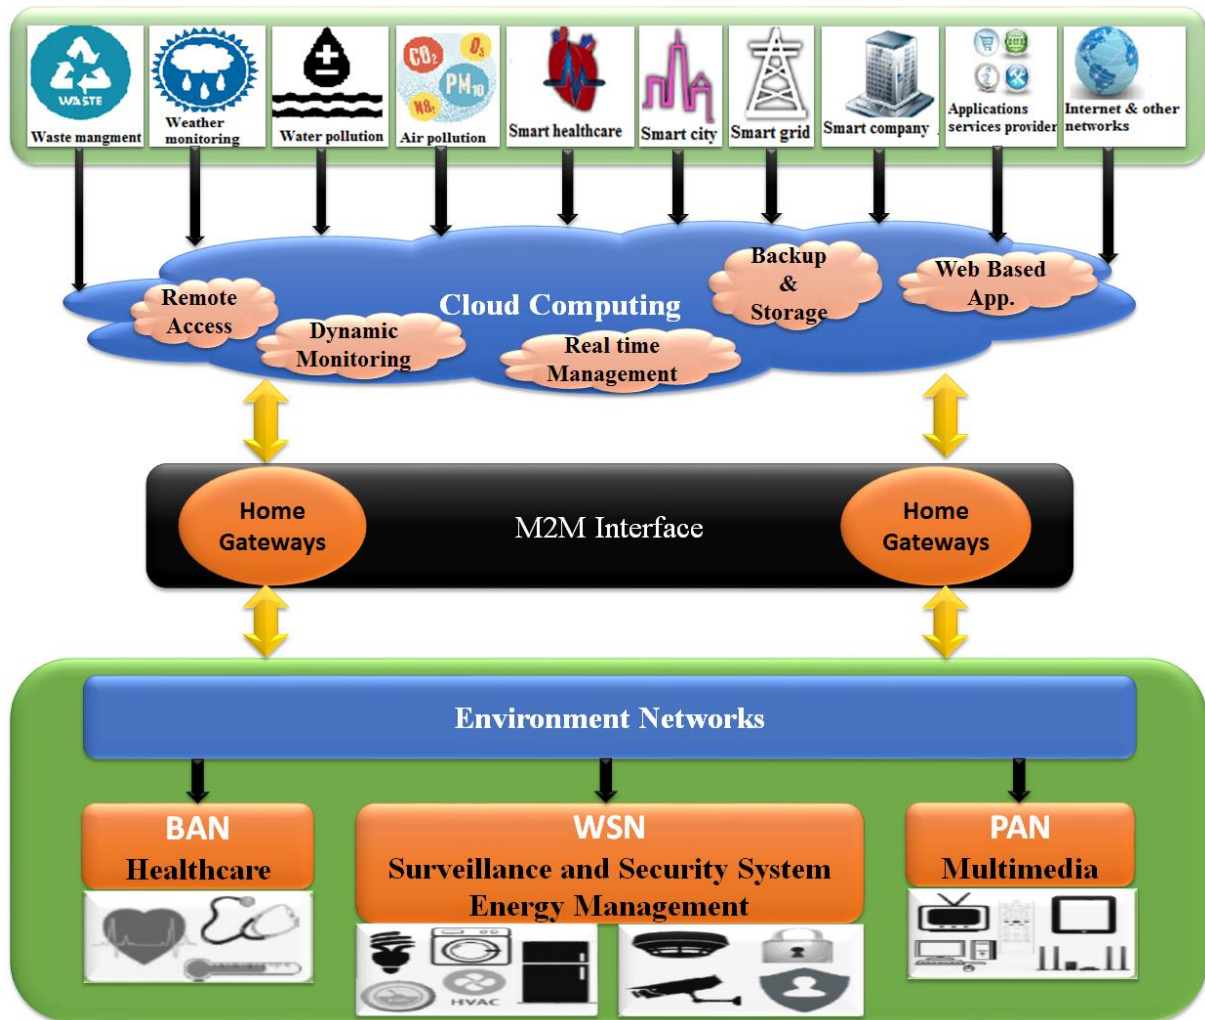 WASTE
Waste mangment
Weather
monitoring
Water pollution
CO2
O3
PM10
Air pollution
Smart healthcare
Smart city
Smart grid
Smart company
Applications
services provider
Internet & other
networks
Remote
Access
Dynamic
Monitoring
Cloud Computing
Real time
Management
Backup
&
Storage
Web Based
App.
Home
Gateways
M2M Interface
Home
Gateways
Environment Networks
BAN
Healthcare
WSN
Surveillance and Security System
Energy Management
PAN
Multimedia
HVAC